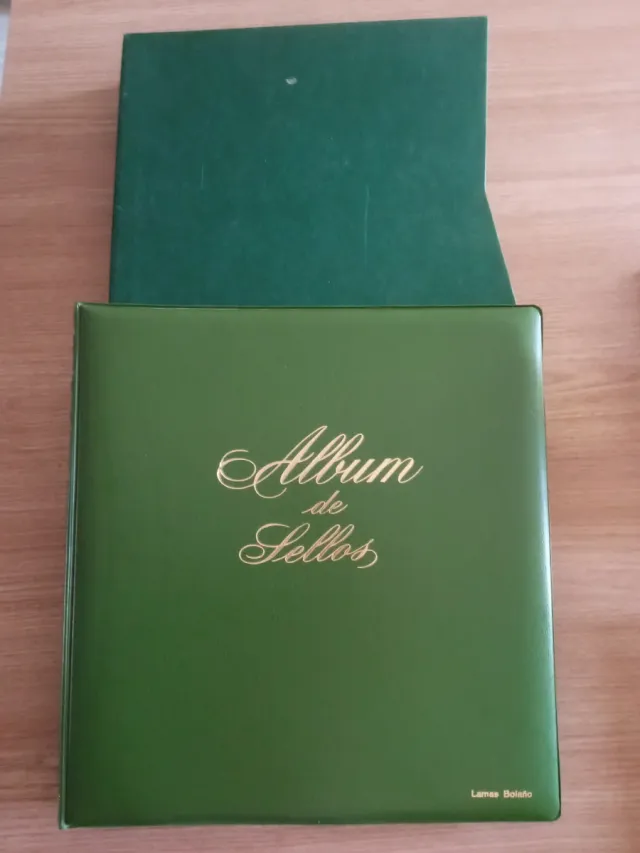 Album
de
Sellos
Lamas Bolaño